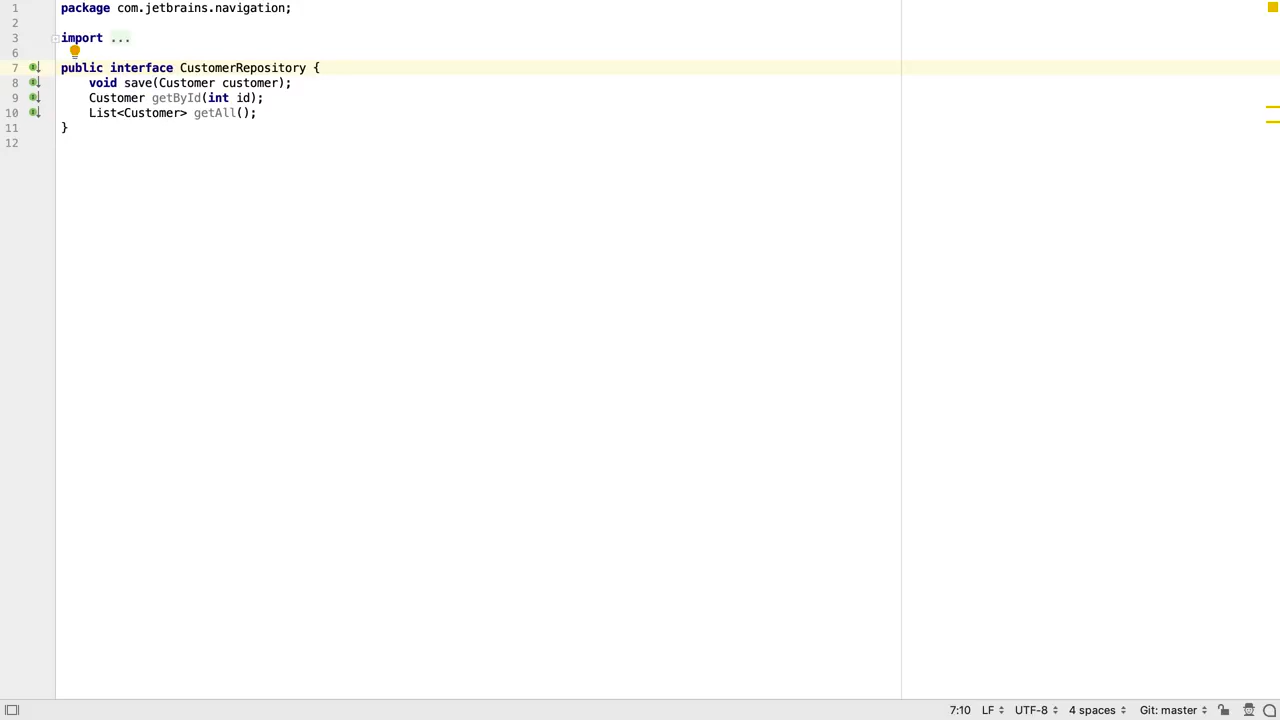 1 package com.jetbrains.navigation;
2
3 import ...
6
7 public interface CustomerRepository {
8 void save(Customer customer);
9 Customer getById(int id);
10 List<Customer> getAll();
11 }
12
7:10 LF UTF-8 4 spaces Git: master